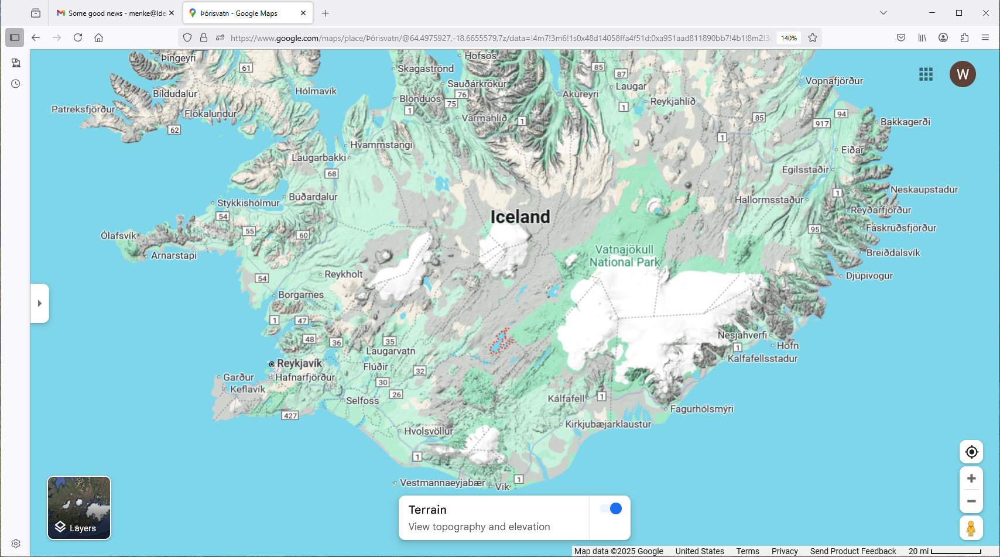 Some good news - menke@lde
Þórisvatn - Google Maps
https://www.google.com/maps/place/Þórisvatn/@64.4975927,-18.6655579,7z/data=!4m7!3m6!1s0x48d14058ffa4f51d:0xa951aad811890bb7!4b1!8m2!3
140%
W
Þingeyri
61
Hofsós
85
87
Skagaströnd
Sauðárkrókur
Laugar
Vopnafjörður
Bíldudalur
Hólmavík
76
Akureyri
Blönduós
75
1
Reykjahlíð
Patreksfjörður
Flókalundur
1
Varmahlíð
1
85
94
62
917
Bakkagerði
Hvammstangi
1
Eiðar
Laugarbakki
68
Egilsstaðir
Búðardalur
1
Neskaupstadur
Stykkishólmur
Hallormsstaður
Reyðarfjörður
Iceland
54
55
60
95
Fáskrúðsfjörður
Ólafsvík
Arnarstapi
Vatnajökull
National Park
Breiðdalsvík
Reykholt
54
Djúpivogur
Borgarnes
1
47
48
36
35
Laugarvatn
Nesjahverfi
Höfn
1
Kalfafellsstadur
Reykjavík
Flúðir
32
Garður
Hafnarfjörður
30
Keflavík
26
Selfoss
Kálfafell
1
427
Fagurhólsmýri
Hvolsvöllur
Kirkjubæjarklaustur
1
Vestmannaeyjabær
Vik
1
Layers
Terrain
View topography and elevation
Map data ©2025 Google
United States
Terms
Privacy
Send Product Feedback
20 mi